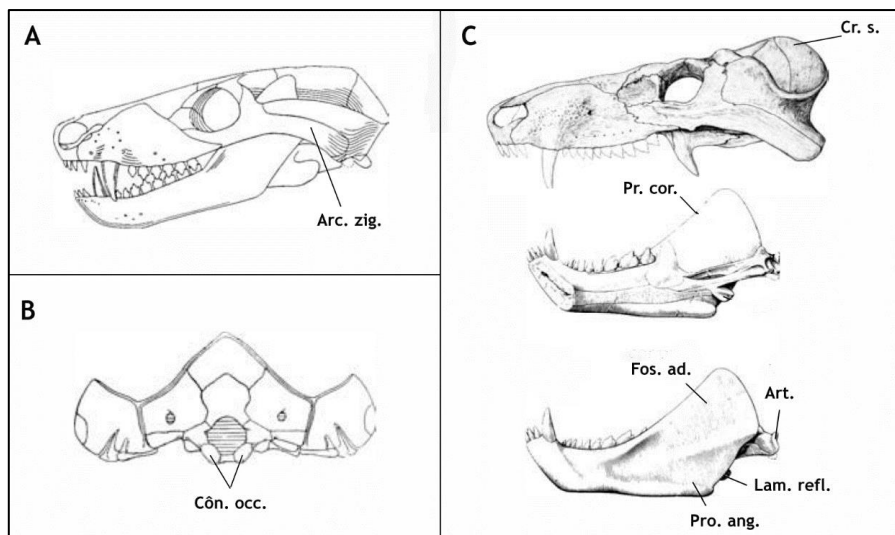 A
Arc. zig.
B
Côn. occ.
C
Cr. s.
Pr. cor.
Fos. ad.
Art.
Lam. refl.
Pro. ang.